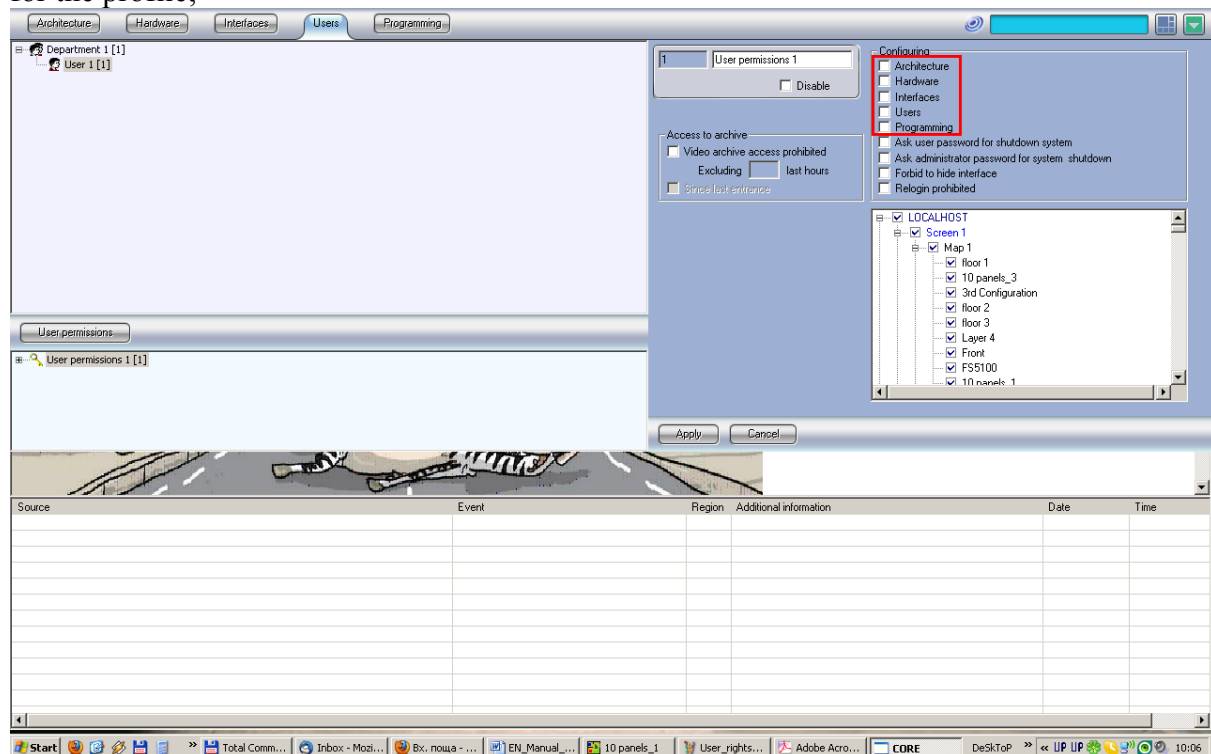 for the profile;
Architecture Hardware Interfaces Users Programming
Department 1 [1]
User 1 [1]
1 User permissions 1
Disable
Access to archive
Video archive access prohibited
Excluding last hours
Since last entrance
Configuring
Architecture
Hardware
Interfaces
Users
Programming
Ask user password for shutdown system
Ask administrator password for system shutdown
Forbid to hide interface
Relogin prohibited
LOCALHOST
Screen 1
Map 1
floor 1
10 panels_3
3rd Configuration
floor 2
floor 3
Layer 4
Front
FS5100
10 panels_1
User permissions
User permissions 1 [1]
Apply Cancel
Source Event Region Additional information Date Time
Start » Total Comm... Inbox - Mozi... Вх. поща - ... EN_Manual_... 10 panels_1 User_rights... Adobe Acro... CORE DeSkToP » « UP UP 10:06